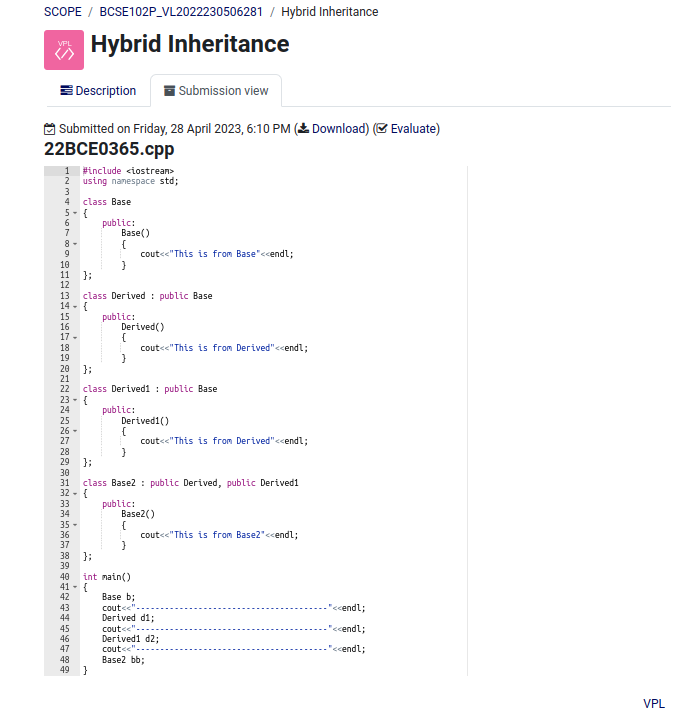 SCOPE / BCSE102P_VL2022230506281 / Hybrid Inheritance
VPL
</>
Hybrid Inheritance
Description
Submission view
Submitted on Friday, 28 April 2023, 6:10 PM (Download) (Evaluate)
22BCE0365.cpp
1 #include <iostream>
2 using namespace std;
3
4 class Base
5 {
6     public:
7         Base()
8         {
9             cout<<"This is from Base"<<endl;
10         }
11 };
12
13 class Derived : public Base
14 {
15     public:
16         Derived()
17         {
18             cout<<"This is from Derived"<<endl;
19         }
20 };
21
22 class Derived1 : public Base
23 {
24     public:
25         Derived1()
26         {
27             cout<<"This is from Derived"<<endl;
28         }
29 };
30
31 class Base2 : public Derived, public Derived1
32 {
33     public:
34         Base2()
35         {
36             cout<<"This is from Base2"<<endl;
37         }
38 };
39
40 int main()
41 {
42     Base b;
43     cout<<"----------------------------------------"<<endl;
44     Derived d1;
45     cout<<"----------------------------------------"<<endl;
46     Derived1 d2;
47     cout<<"----------------------------------------"<<endl;
48     Base2 bb;
49 }
VPL